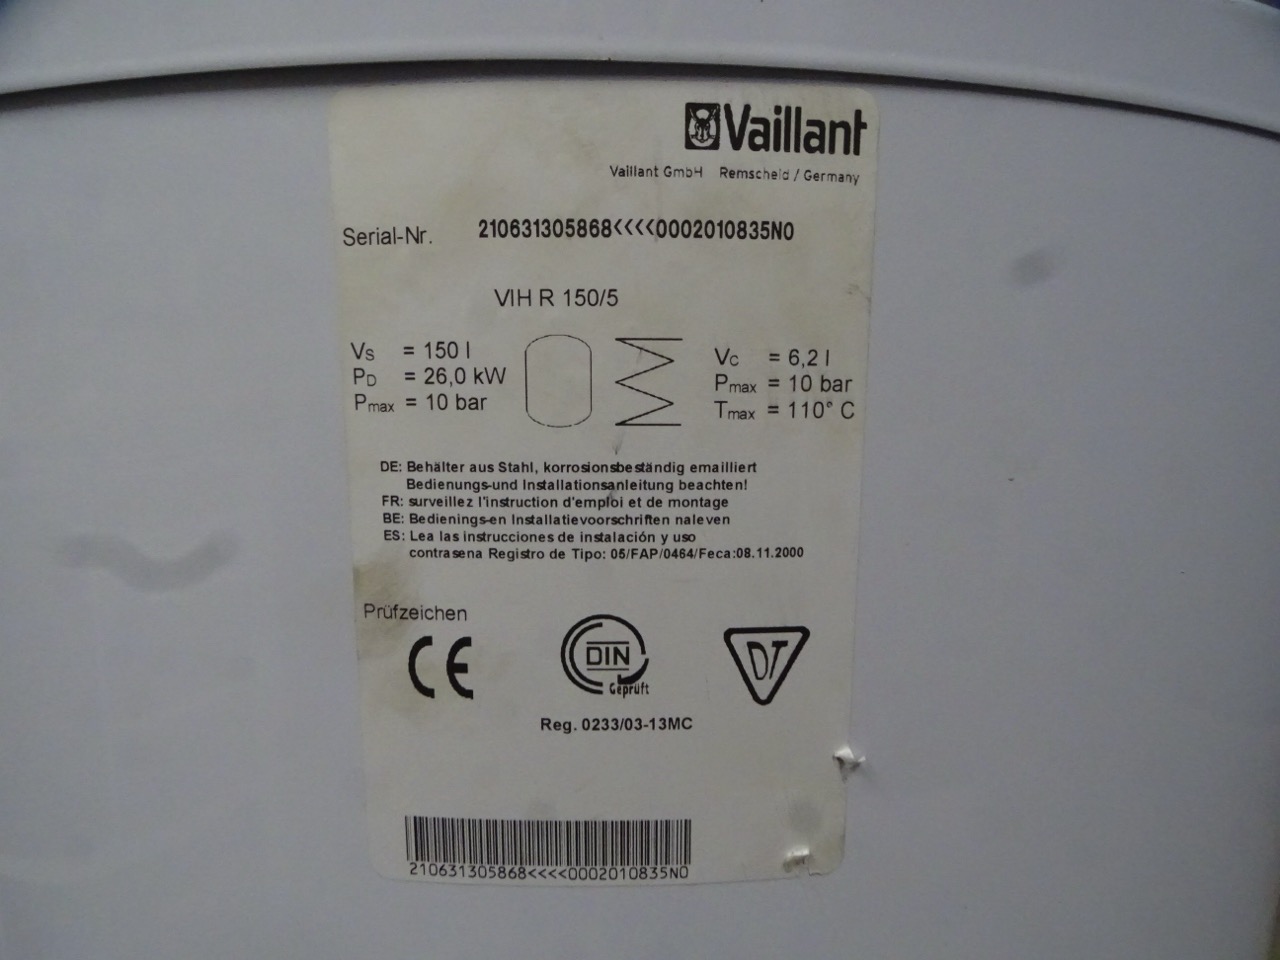 Vaillant
Vaillant GmbH Remscheid / Germany
Serial-Nr. 210631305868<<<<0002010835N0
VIH R 150/5
Vs = 150 l
PD = 26,0 kW
Pmax = 10 bar
Vc = 6,2 l
Pmax = 10 bar
Tmax = 110° C
DE: Behälter aus Stahl, korrosionsbeständig emailliert
Bedienungs-und Installationsanleitung beachten!
FR: surveillez l'instruction d'emploi et de montage
BE: Bedienings-en Installatievoorschriften naleven
ES: Lea las instrucciones de instalación y uso
contrasena Registro de Tipo: 05/FAP/0464/Feca:08.11.2000
Prüfzeichen
CE
DIN
Geprüft
DT
Reg. 0233/03-13MC
210631305868<<<<0002010835N0